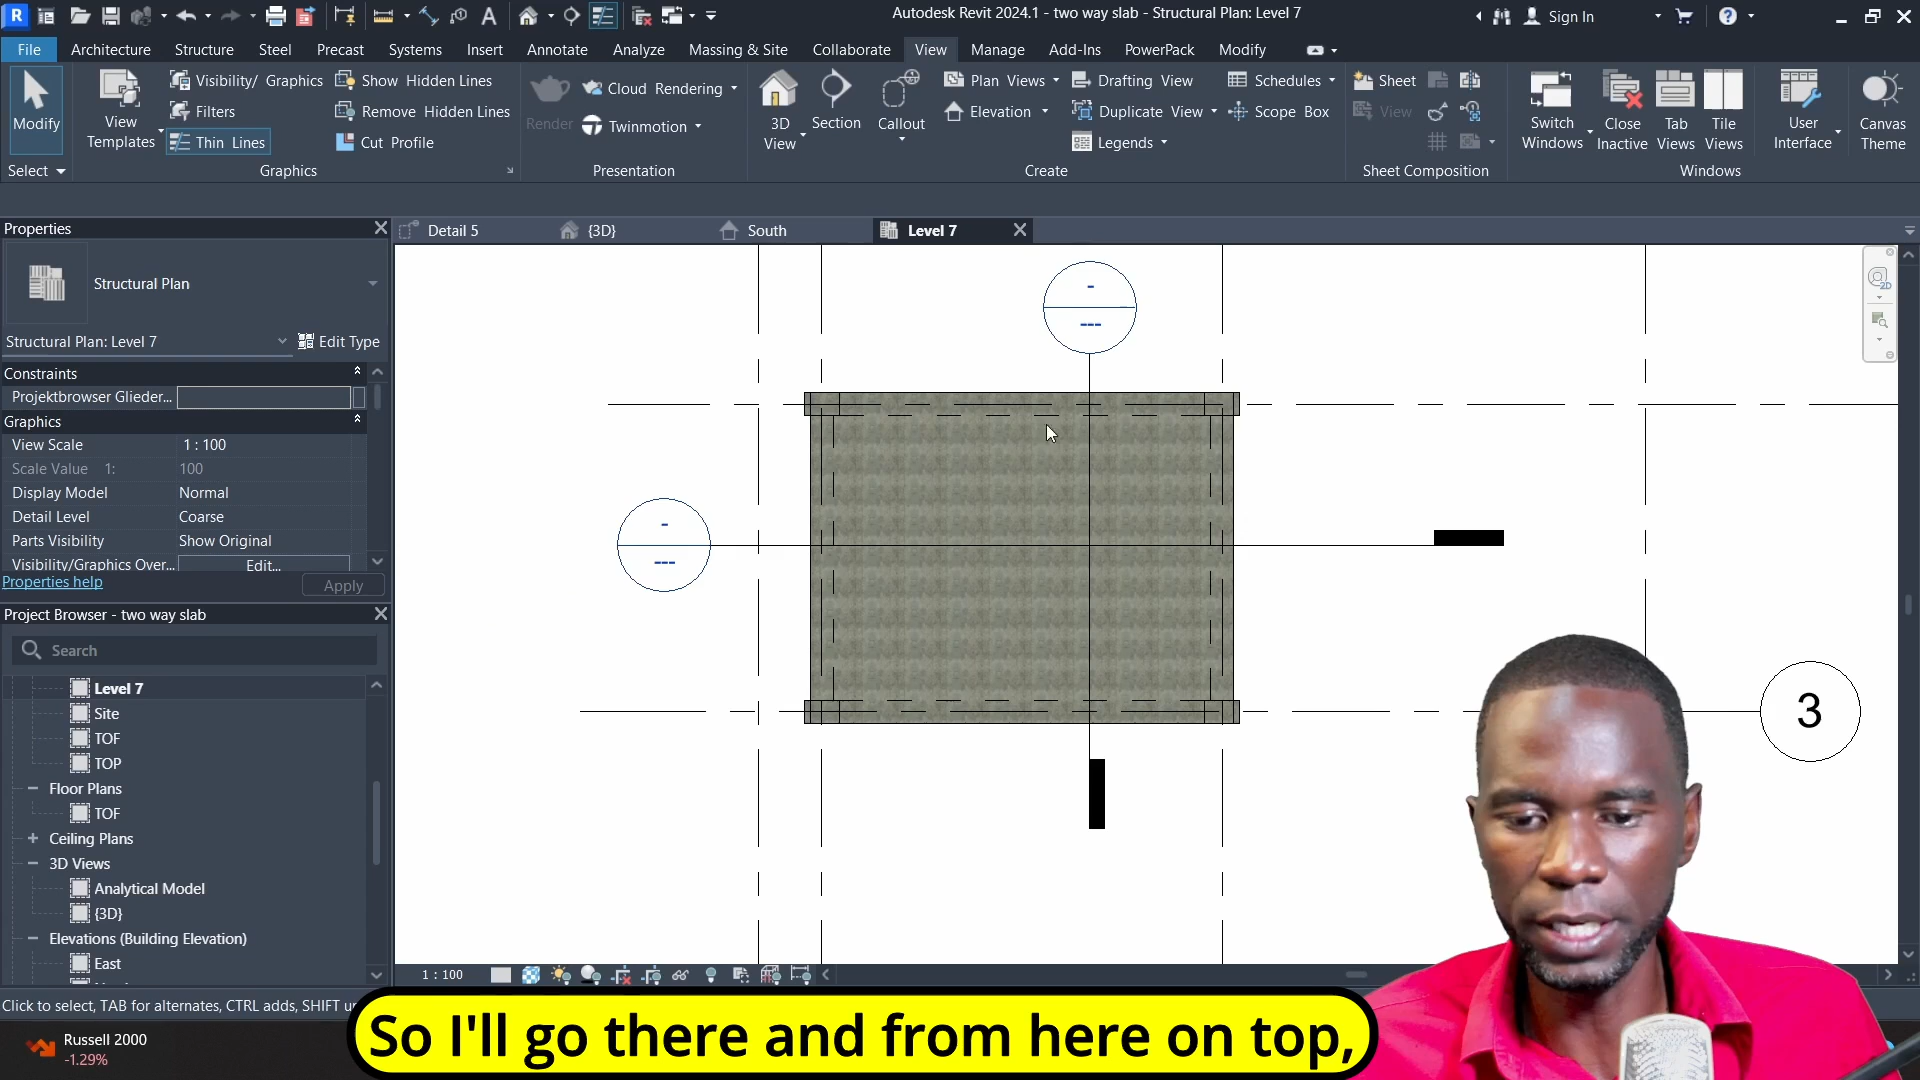 Autodesk Revit 2024.1 - two way slab - Structural Plan: Level 7
Sign In
File
Architecture
Structure
Steel
Precast
Systems
Insert
Annotate
Analyze
Massing & Site
Collaborate
View
Manage
Add-Ins
PowerPack
Modify
Modify
View Templates
Visibility/ Graphics
Filters
Thin Lines
Show Hidden Lines
Remove Hidden Lines
Cut Profile
Render
Cloud Rendering
Twinmotion
3D View
Section
Callout
Plan Views
Elevation
Drafting View
Duplicate View
Legends
Schedules
Scope Box
Sheet
View
Switch Windows
Close Inactive
Tab Views
Tile Views
User Interface
Canvas Theme
Select
Graphics
Presentation
Create
Sheet Composition
Windows
Properties
Structural Plan
Structural Plan: Level 7
Edit Type
Constraints
Projektbrowser Glieder...
Graphics
View Scale 1 : 100
Scale Value 1: 100
Display Model Normal
Detail Level Coarse
Parts Visibility Show Original
Visibility/Graphics Over... Edit...
Properties help
Apply
Project Browser - two way slab
Search
Level 7
Site
TOF
TOP
Floor Plans
TOF
Ceiling Plans
3D Views
Analytical Model
{3D}
Elevations (Building Elevation)
East
Detail 5
{3D}
South
Level 7
2D
-
---
-
---
3
1 : 100
Click to select, TAB for alternates, CTRL adds, SHIFT
Russell 2000
-1.29%
So I'll go there and from here on top,